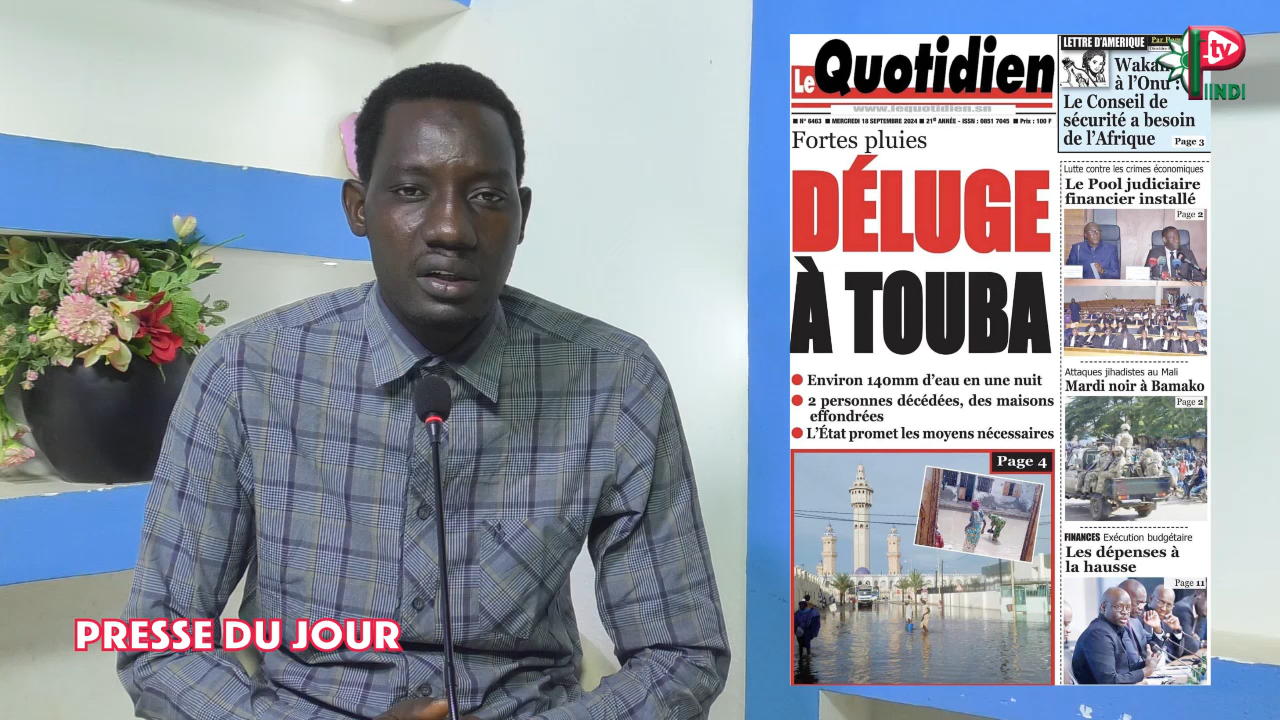 PRESSE DU JOUR
Le Quotidien
www.lequotidien.sn
N° 6463 MERCREDI 18 SEPTEMBRE 2024 21e ANNÉE - ISSN : 0851 7045 Prix : 100 F
Fortes pluies
DÉLUGE
À TOUBA
Environ 140mm d'eau en une nuit
2 personnes décédées, des maisons
effondrées
L'État promet les moyens nécessaires
Page 4
LETTRE D'AMERIQUE
Par
à l'Onu :
Le Conseil de
sécurité a besoin
de l'Afrique
Page 3
Lutte contre les crimes économiques
Le Pool judiciaire
financier installé
Page 2
Attaques jihadistes au Mali
Mardi noir à Bamako
Page 2
FINANCES Exécution budgétaire
Les dépenses à
la hausse
Page 11
tv
PIINDI